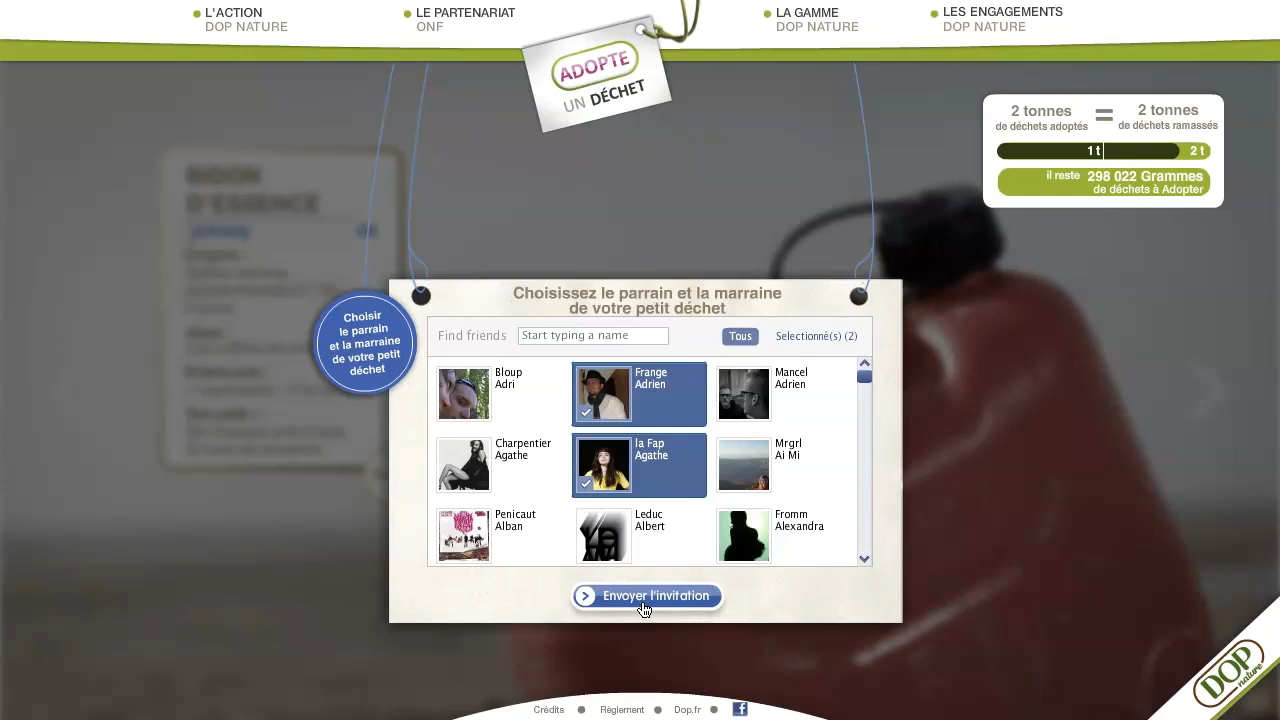 L'ACTION
DOP NATURE
LE PARTENARIAT
ONF
LA GAMME
DOP NATURE
LES ENGAGEMENTS
DOP NATURE
ADOPTE
UN DÉCHET
2 tonnes
de déchets adoptés
=
2 tonnes
de déchets ramassés
1 t
2 t
il reste 298 022 Grammes
de déchets à Adopter
BIDON
D'ESSENCE
Choisir
le parrain
et la marraine
de votre petit
déchet
Choisissez le parrain et la marraine
de votre petit déchet
Find friends
Start typing a name
Tous
Selectionné(s) (2)
Bloup
Adri
Frange
Adrien
Mancel
Adrien
Charpentier
Agathe
la Fap
Agathe
Mrgrl
Ai Mi
Penicaut
Alban
Leduc
Albert
Fromm
Alexandra
Envoyer l'invitation
DOP
nature
Crédits
Règlement
Dop.fr
f